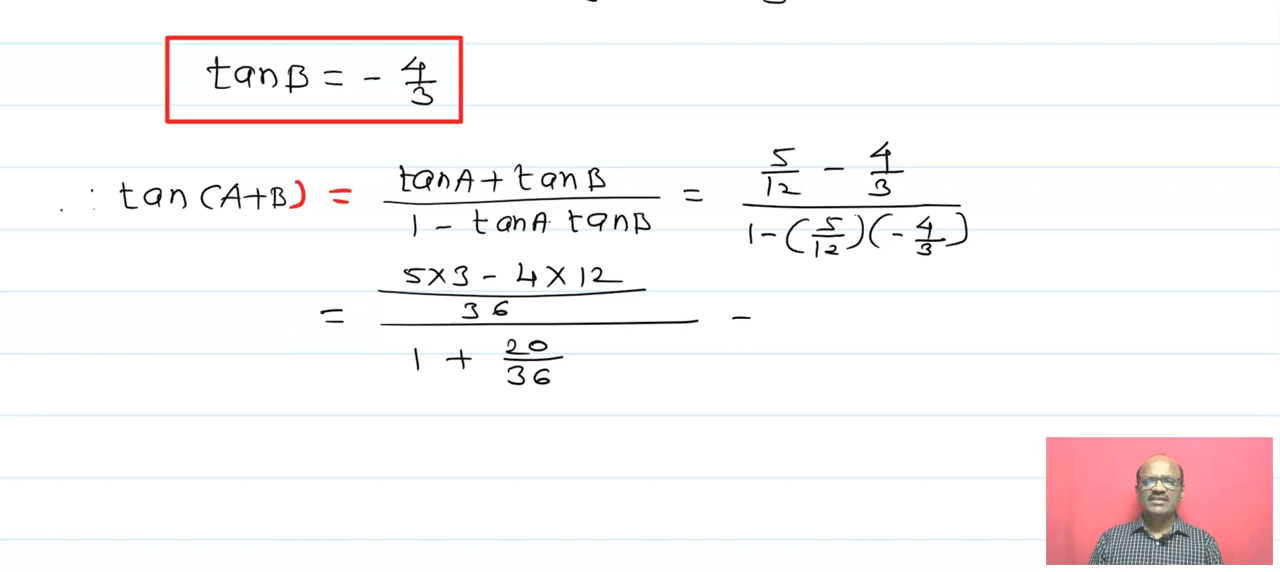 tanB = - 4/3
∴ tan(A+B) = (tanA + tanB)/(1 - tanA tanB) = (5/12 - 4/3)/(1-(5/12)(-4/3))
= ((5×3 - 4×12)/36)/(1 + 20/36) -